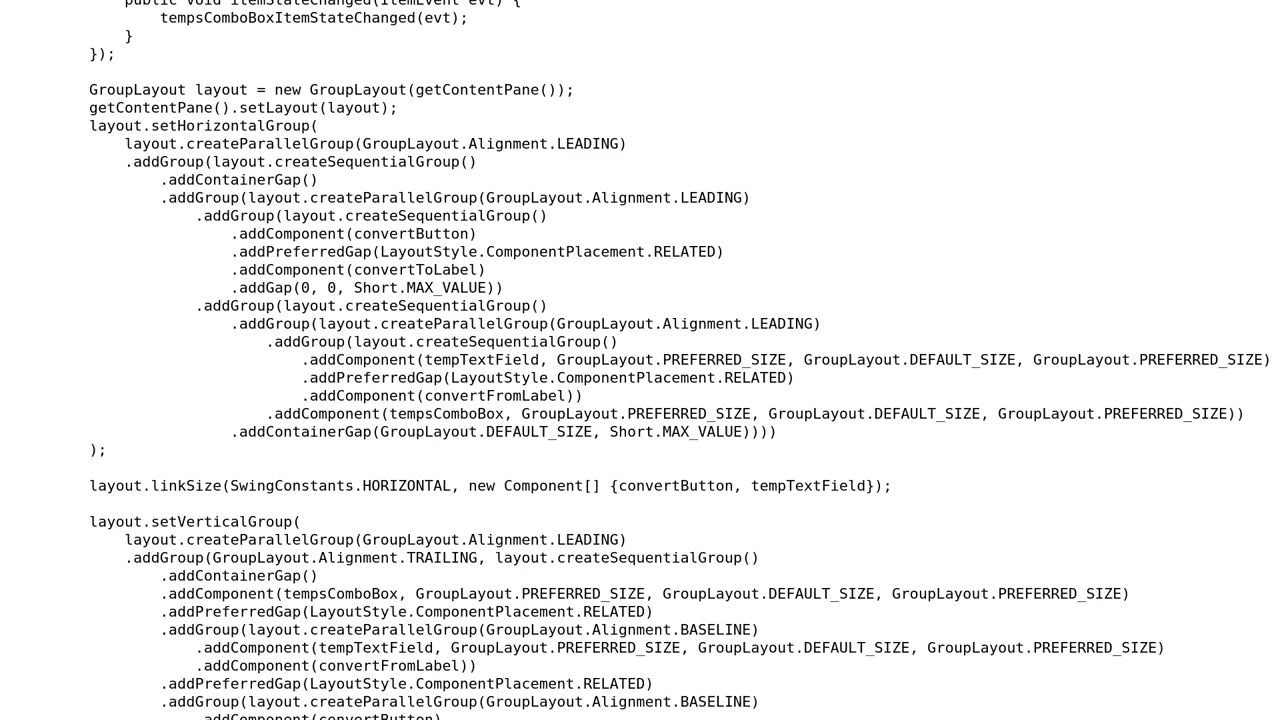 public void itemStateChanged(ItemEvent evt) {
tempsComboBoxItemStateChanged(evt);
}
});
GroupLayout layout = new GroupLayout(getContentPane());
getContentPane().setLayout(layout);
layout.setHorizontalGroup(
layout.createParallelGroup(GroupLayout.Alignment.LEADING)
.addGroup(layout.createSequentialGroup()
.addContainerGap()
.addGroup(layout.createParallelGroup(GroupLayout.Alignment.LEADING)
.addGroup(layout.createSequentialGroup()
.addComponent(convertButton)
.addPreferredGap(LayoutStyle.ComponentPlacement.RELATED)
.addComponent(convertToLabel)
.addGap(0, 0, Short.MAX_VALUE))
.addGroup(layout.createSequentialGroup()
.addGroup(layout.createParallelGroup(GroupLayout.Alignment.LEADING)
.addGroup(layout.createSequentialGroup()
.addComponent(tempTextField, GroupLayout.PREFERRED_SIZE, GroupLayout.DEFAULT_SIZE, GroupLayout.PREFERRED_SIZE)
.addPreferredGap(LayoutStyle.ComponentPlacement.RELATED)
.addComponent(convertFromLabel))
.addComponent(tempsComboBox, GroupLayout.PREFERRED_SIZE, GroupLayout.DEFAULT_SIZE, GroupLayout.PREFERRED_SIZE))
.addContainerGap(GroupLayout.DEFAULT_SIZE, Short.MAX_VALUE))))
);
layout.linkSize(SwingConstants.HORIZONTAL, new Component[] {convertButton, tempTextField});
layout.setVerticalGroup(
layout.createParallelGroup(GroupLayout.Alignment.LEADING)
.addGroup(GroupLayout.Alignment.TRAILING, layout.createSequentialGroup()
.addContainerGap()
.addComponent(tempsComboBox, GroupLayout.PREFERRED_SIZE, GroupLayout.DEFAULT_SIZE, GroupLayout.PREFERRED_SIZE)
.addPreferredGap(LayoutStyle.ComponentPlacement.RELATED)
.addGroup(layout.createParallelGroup(GroupLayout.Alignment.BASELINE)
.addComponent(tempTextField, GroupLayout.PREFERRED_SIZE, GroupLayout.DEFAULT_SIZE, GroupLayout.PREFERRED_SIZE)
.addComponent(convertFromLabel))
.addPreferredGap(LayoutStyle.ComponentPlacement.RELATED)
.addGroup(layout.createParallelGroup(GroupLayout.Alignment.BASELINE)
.addComponent(convertButton)